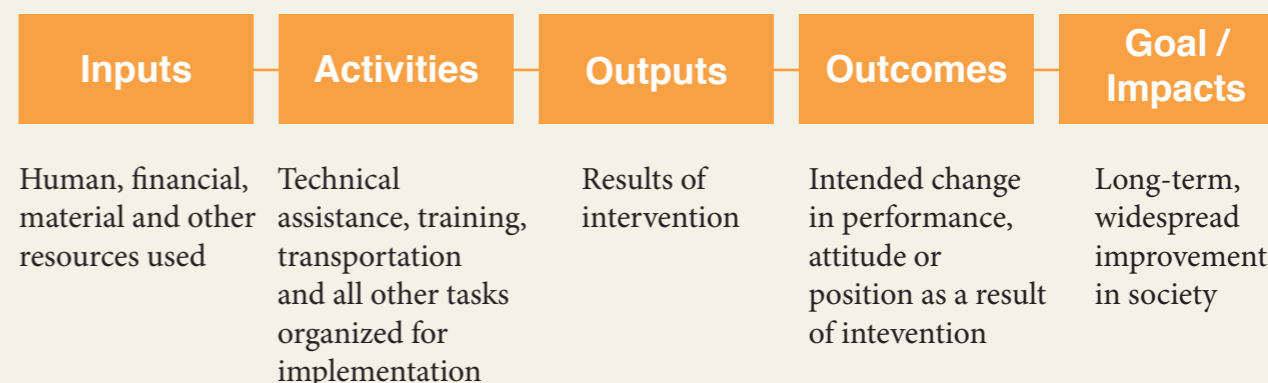 Inputs
Activities
Outputs
Outcomes
Goal /
Impacts
Human, financial,
material and other
resources used
Technical
assistance, training,
transportation
and all other tasks
organized for
implementation
Results of
intervention
Intended change
in performance,
attitude or
position as a result
of intevention
Long-term,
widespread
improvement
in society